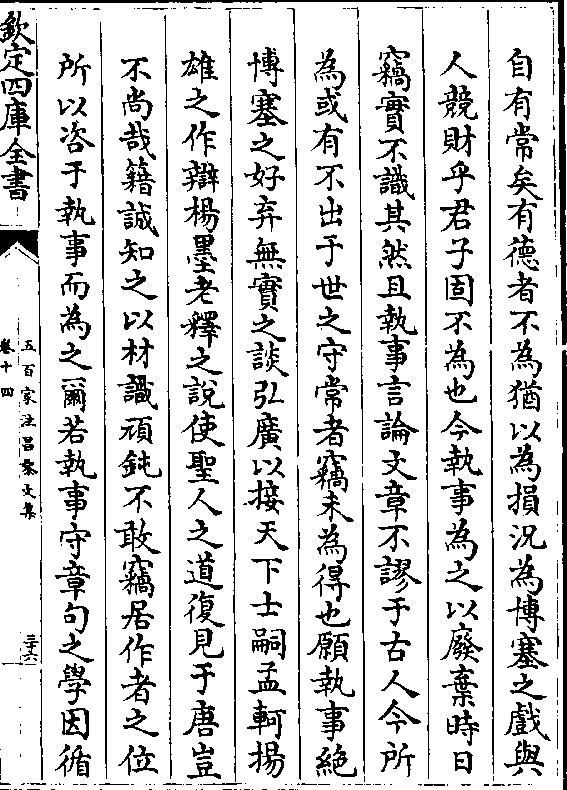 自有常矣有德者不為猶以為損況為博塞之戲與
人競財乎君子固不為也今執事為之以廢棄時日
竊實不識其然且執事言論文章不謬于古人今所
為或有不出于世之守常者竊未為得也願執事絶
博塞之好弃無實之談弘廣以接天下士嗣孟軻揚
雄之作辯楊墨老釋之說使聖人之道復見于唐豈
不尚哉籍誠知之以材識頑鈍不敢竊居作者之位
所以咨于執事而為之爾若執事守章句之學因循
欽定四庫全書
五百家注昌黎文集
卷十四
三十六